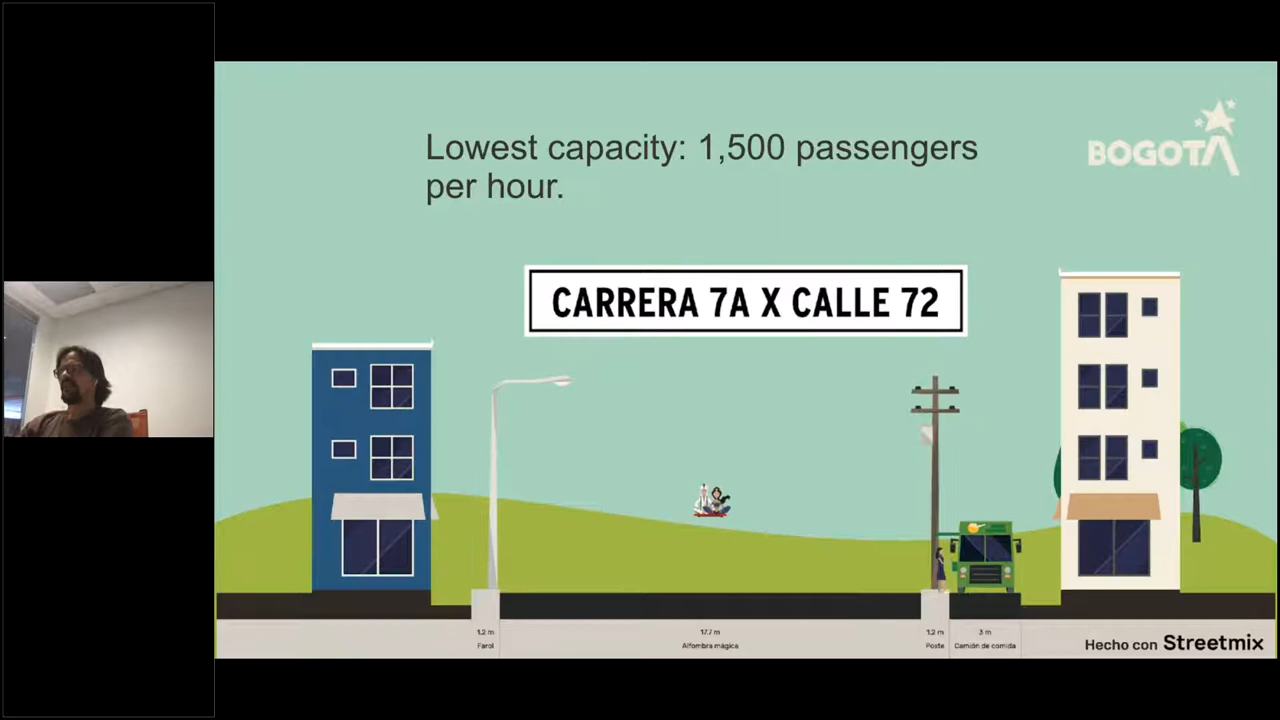 Lowest capacity: 1,500 passengers
per hour.
BOGOTÁ
CARRERA 7A X CALLE 72
1.2 m
Farol
17.7 m
Alfombra mágica
1.2 m
Poste
3 m
Camión de comida
Hecho con Streetmix